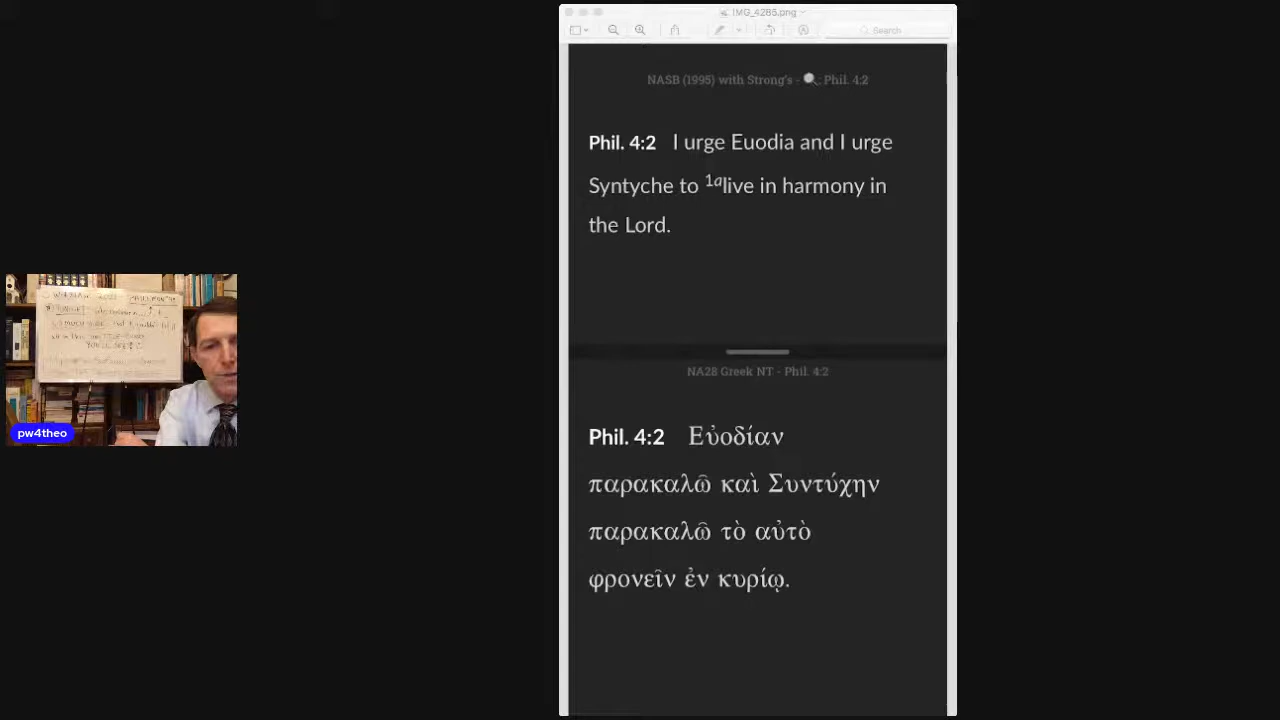 IMG_4285.png
Search
NASB (1995) with Strong's - Phil. 4:2
Phil. 4:2 I urge Euodia and I urge
Syntyche to 1alive in harmony in
the Lord.
NA28 Greek NT - Phil. 4:2
Phil. 4:2 Εὐοδίαν
παρακαλῶ καὶ Συντύχην
παρακαλῶ τὸ αὐτὸ
φρονεῖν ἐν κυρίῳ.
pw4theo